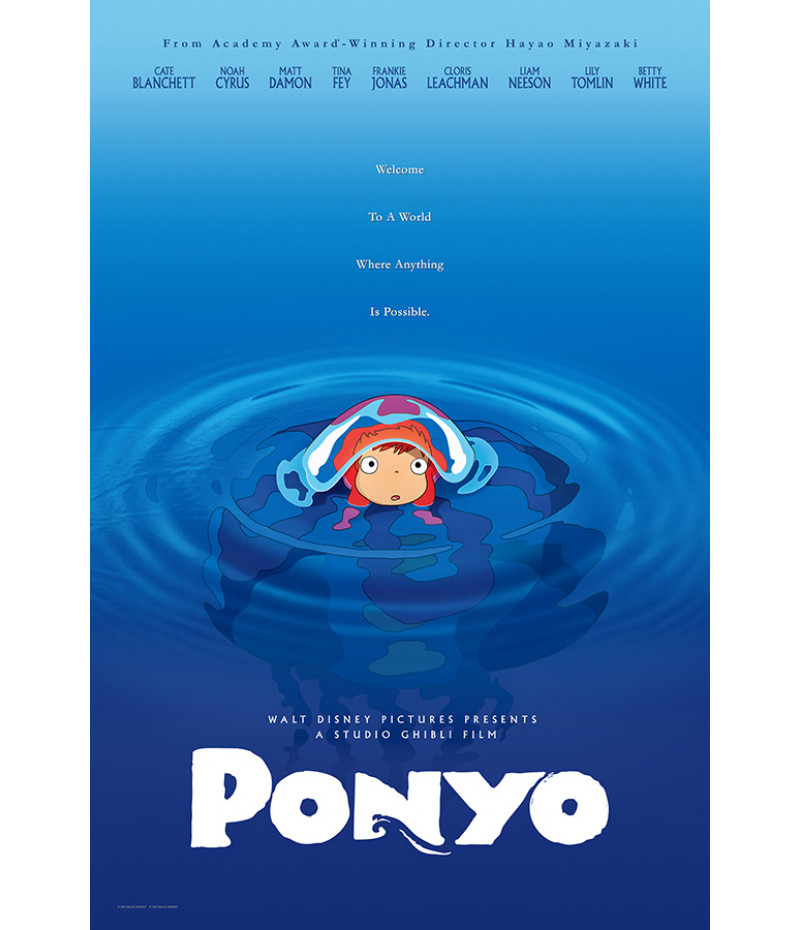 From Academy Award®-Winning Director Hayao Miyazaki
CATE BLANCHETT NOAH CYRUS MATT DAMON TINA FEY FRANKIE JONAS CLORIS LEACHMAN LIAM NEESON LILY TOMLIN BETTY WHITE
Welcome
To A World
Where Anything
Is Possible.
WALT DISNEY PICTURES PRESENTS
A STUDIO GHIBLI FILM
PONYO